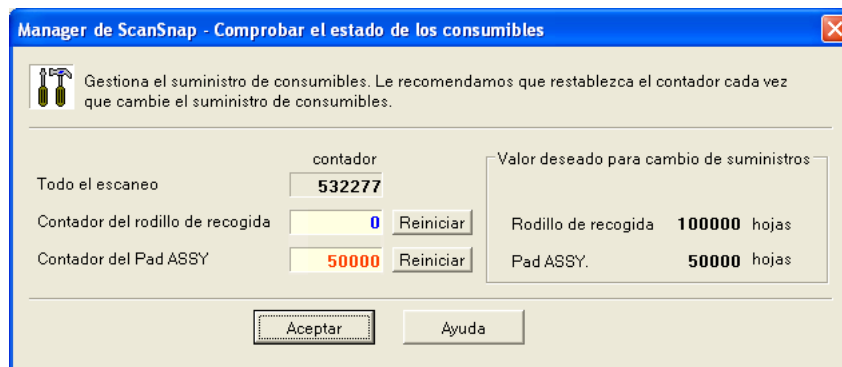 Manager de ScanSnap - Comprobar el estado de los consumibles
Gestiona el suministro de consumibles. Le recomendamos que restablezca el contador cada vez
que cambie el suministro de consumibles.
contador
Todo el escaneo 532277
Contador del rodillo de recogida 0 Reiniciar
Contador del Pad ASSY 50000 Reiniciar
Valor deseado para cambio de suministros
Rodillo de recogida 100000 hojas
Pad ASSY. 50000 hojas
Aceptar Ayuda